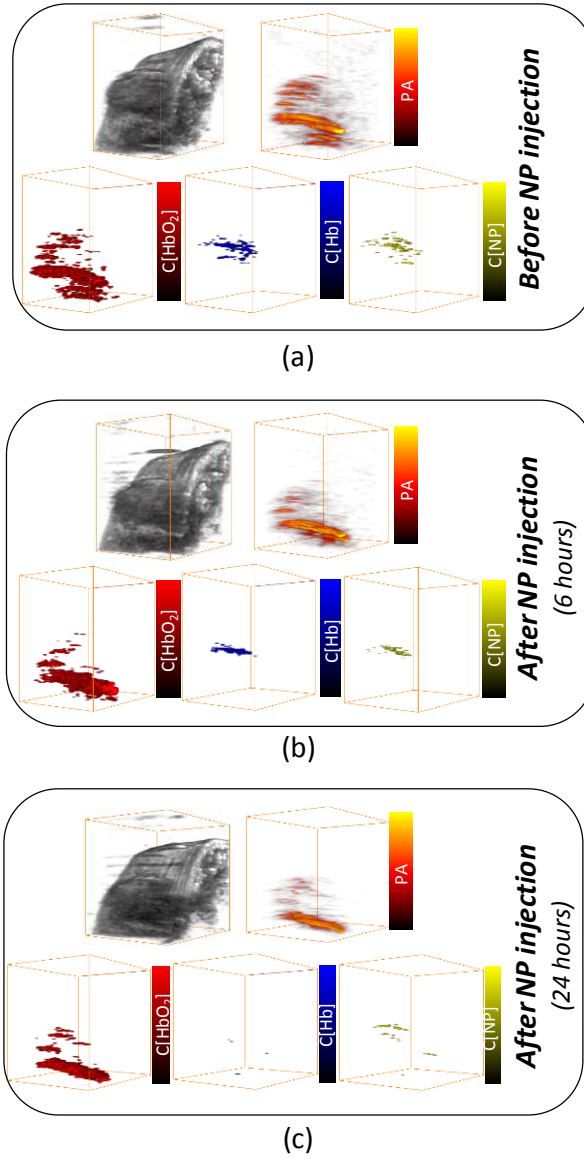 PA
C[HbO₂]
C[Hb]
C[NP]
Before NP injection
(a)
PA
C[HbO₂]
C[Hb]
C[NP]
After NP injection
(6 hours)
(b)
PA
C[HbO₂]
C[Hb]
C[NP]
After NP injection
(24 hours)
(c)